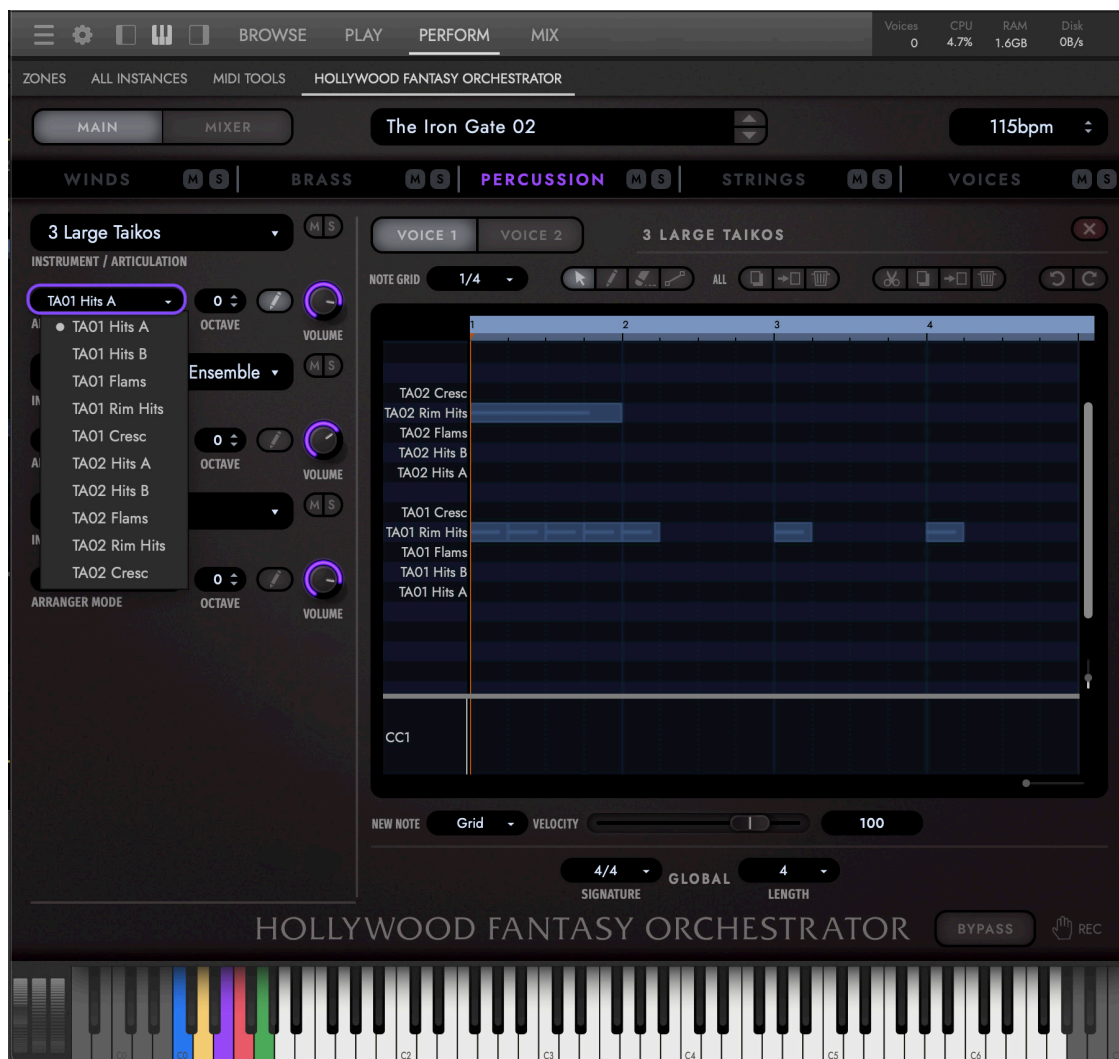 BROWSE PLAY PERFORM MIX
Voices CPU RAM Disk
0 4.7% 1.6GB 0B/s
ZONES ALL INSTANCES MIDI TOOLS HOLLYWOOD FANTASY ORCHESTRATOR
MAIN MIXER The Iron Gate 02 115bpm
WINDS M S BRASS M S PERCUSSION M S STRINGS M S VOICES M S
3 Large Taikos M S
INSTRUMENT / ARTICULATION
TA01 Hits A 0
OCTAVE VOLUME
TA01 Hits A
TA01 Hits B
TA01 Flams
TA01 Rim Hits
TA01 Cresc
TA02 Hits A
TA02 Hits B
TA02 Flams
TA02 Rim Hits
TA02 Cresc
Ensemble M S
0
OCTAVE VOLUME
M S
0
ARRANGER MODE OCTAVE VOLUME
VOICE 1 VOICE 2 3 LARGE TAIKOS
NOTE GRID 1/4 ALL
1 2 3 4
TA02 Cresc
TA02 Rim Hits
TA02 Flams
TA02 Hits B
TA02 Hits A
TA01 Cresc
TA01 Rim Hits
TA01 Flams
TA01 Hits B
TA01 Hits A
CC1
NEW NOTE Grid VELOCITY 100
4/4 GLOBAL 4
SIGNATURE LENGTH
HOLLYWOOD FANTASY ORCHESTRATOR BYPASS REC
C0 C2 C3 C4 C5 C6